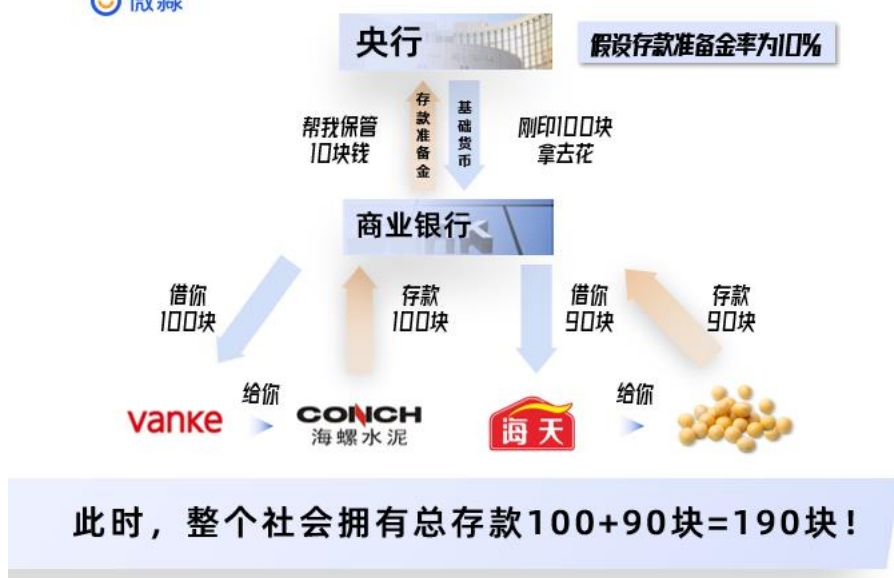 微淼
央行
假设存款准备金率为10%
帮我保管
10块钱
存款准备金
基础货币
刚印100块
拿去花
商业银行
借你
100块
存款
100块
借你
90块
存款
90块
给你
给你
vanke
CONCH
海螺水泥
海天
此时，整个社会拥有总存款100+90块=190块！